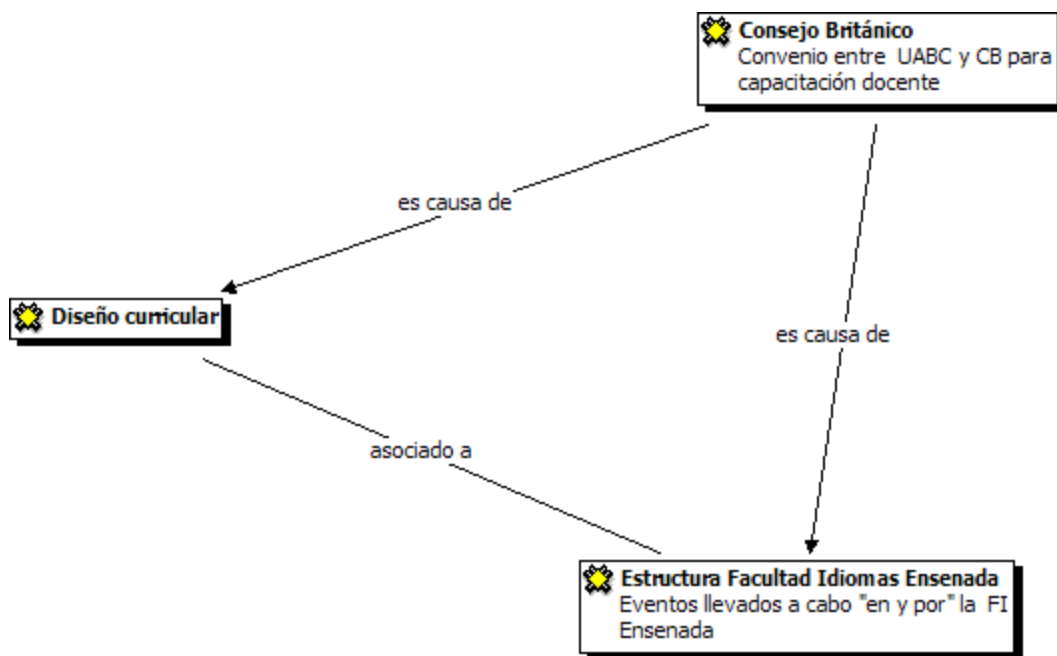 Consejo Británico
Convenio entre UABC y CB para
capacitación docente
es causa de
Diseño curricular
es causa de
asociado a
Estructura Facultad Idiomas Ensenada
Eventos llevados a cabo "en y por" la FI
Ensenada